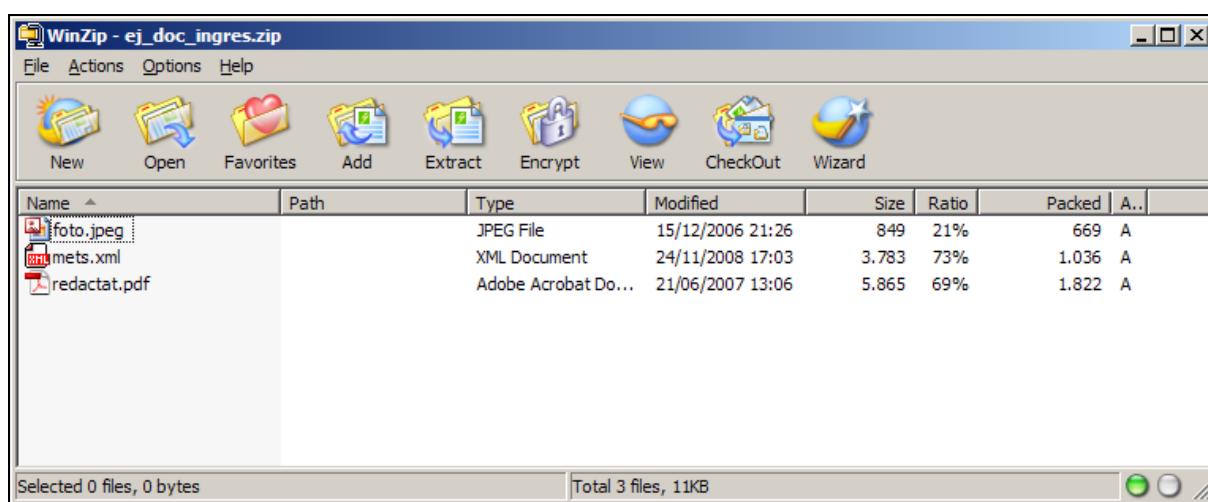 WinZip - ej_doc_ingres.zip
File Actions Options Help
New Open Favorites Add Extract Encrypt View CheckOut Wizard
Name Path Type Modified Size Ratio Packed A..
foto.jpeg JPEG File 15/12/2006 21:26 849 21% 669 A
mets.xml XML Document 24/11/2008 17:03 3.783 73% 1.036 A
redactat.pdf Adobe Acrobat Do... 21/06/2007 13:06 5.865 69% 1.822 A
Selected 0 files, 0 bytes Total 3 files, 11KB